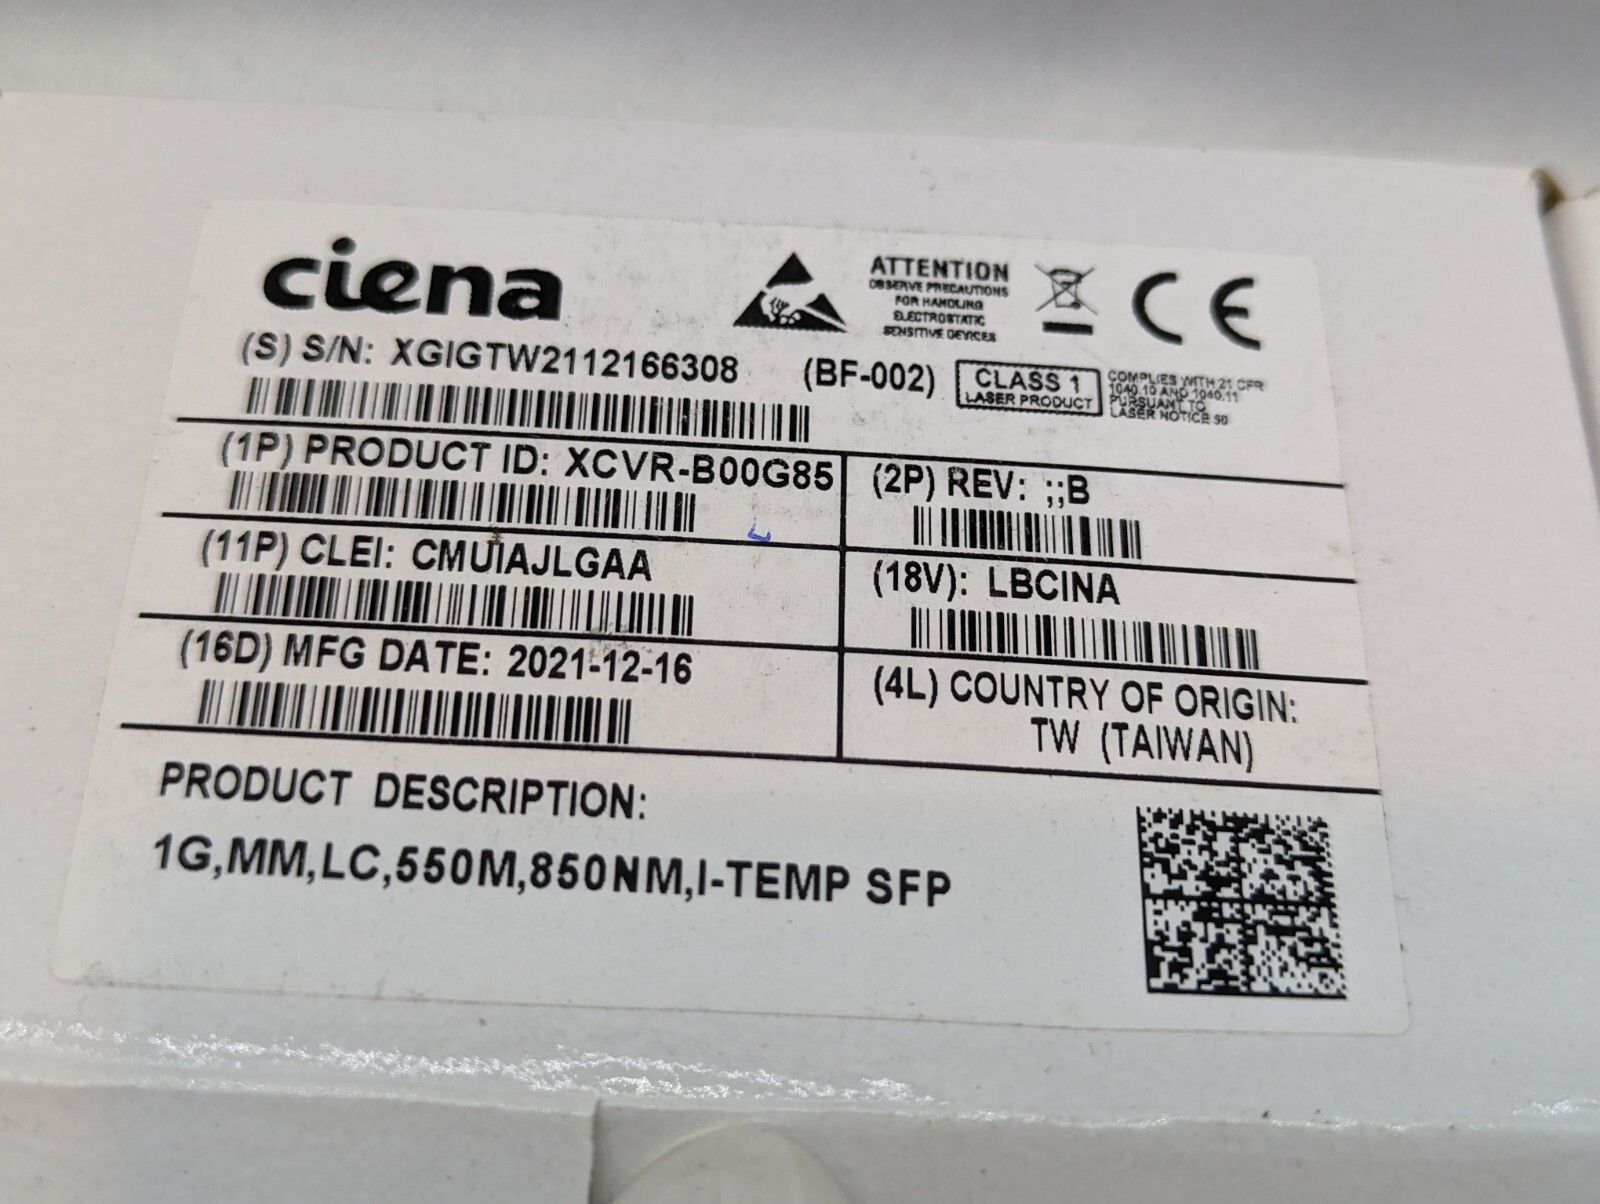 ciena
ATTENTION
OBSERVE PRECAUTIONS
FOR HANDLING
ELECTROSTATIC
SENSITIVE DEVICES
CE
(S) S/N: XGIGTW2112166308
(BF-002)
CLASS 1
LASER PRODUCT
COMPLIES WITH 21 CFR
1040.10 AND 1040.11
PURSUANT TO
LASER NOTICE 50
(1P) PRODUCT ID: XCVR-B00G85
(2P) REV: ;;B
(11P) CLEI: CMUIAJLGAA
(18V): LBCINA
(16D) MFG DATE: 2021-12-16
(4L) COUNTRY OF ORIGIN:
TW (TAIWAN)
PRODUCT DESCRIPTION:
1G,MM,LC,550M,850NM,I-TEMP SFP